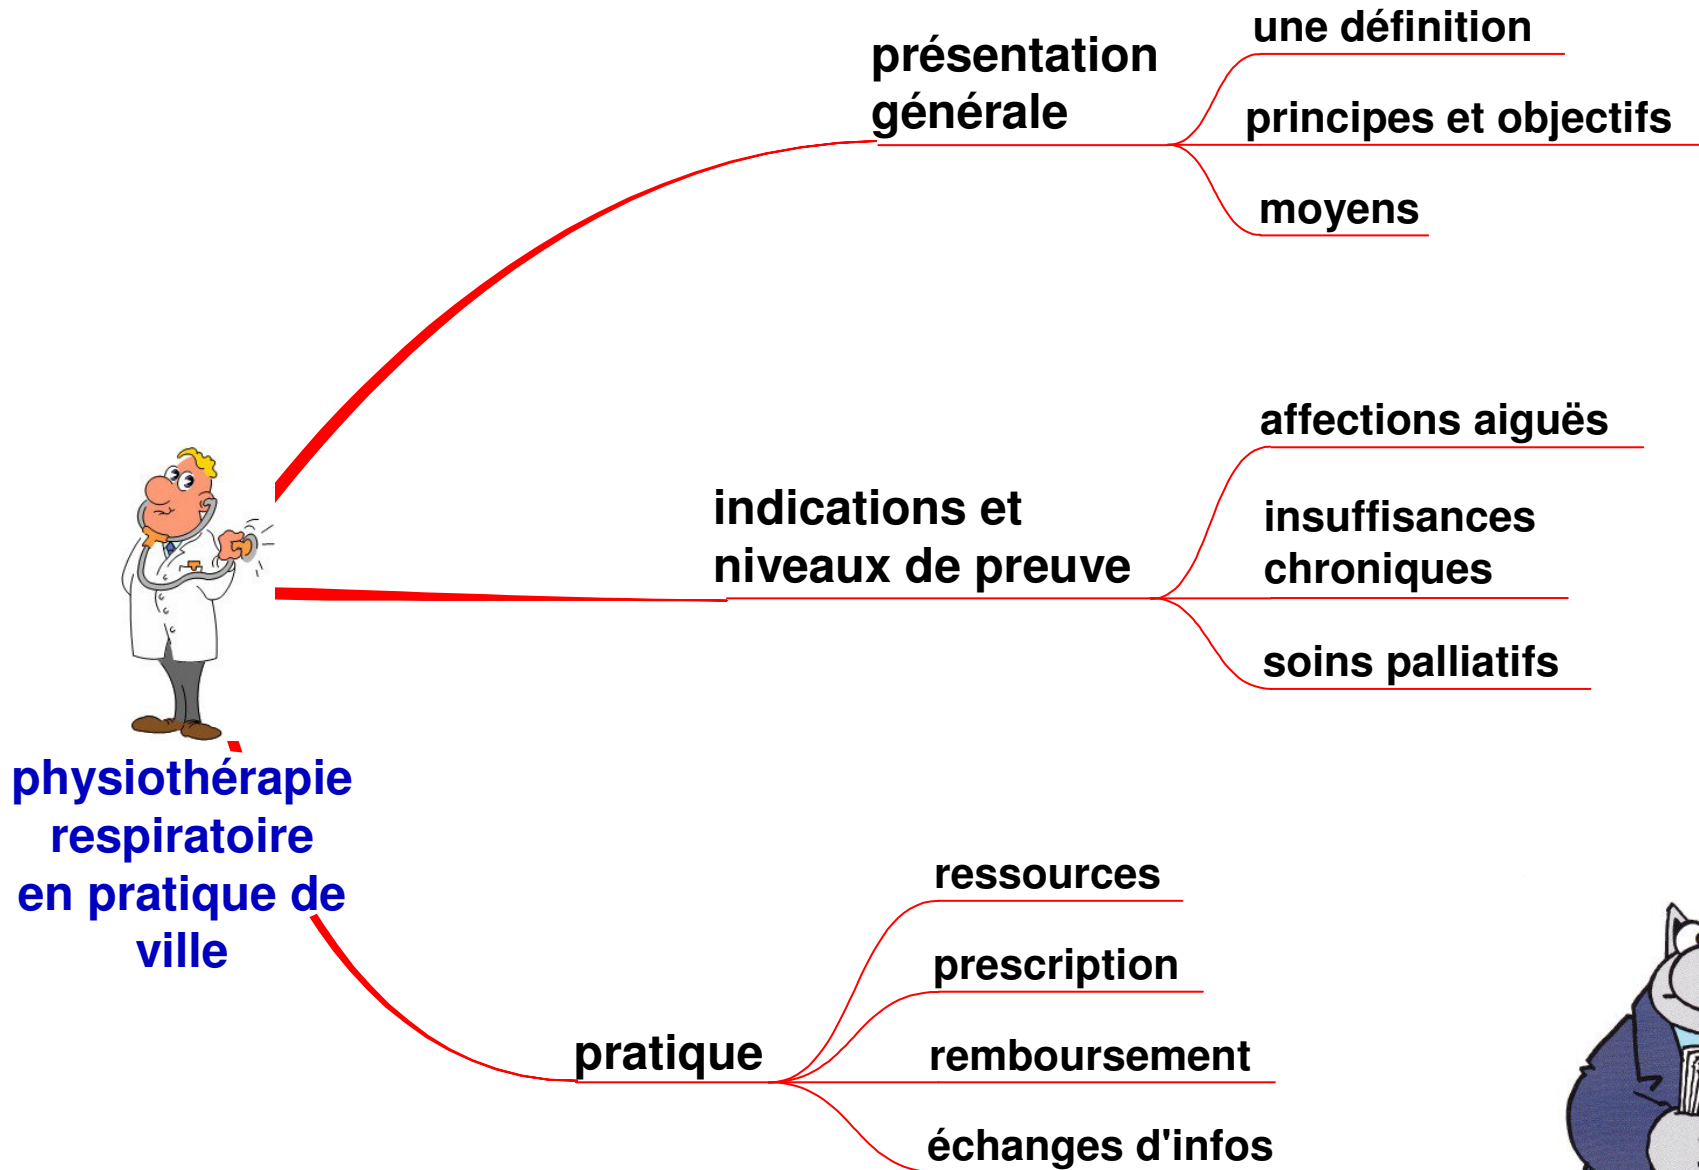 une définition
présentation
générale
principes et objectifs
moyens
affections aiguës
indications et
niveaux de preuve
insuffisances
chroniques
soins palliatifs
physiothérapie
respiratoire
en pratique de
ville
ressources
prescription
pratique
remboursement
échanges d'infos